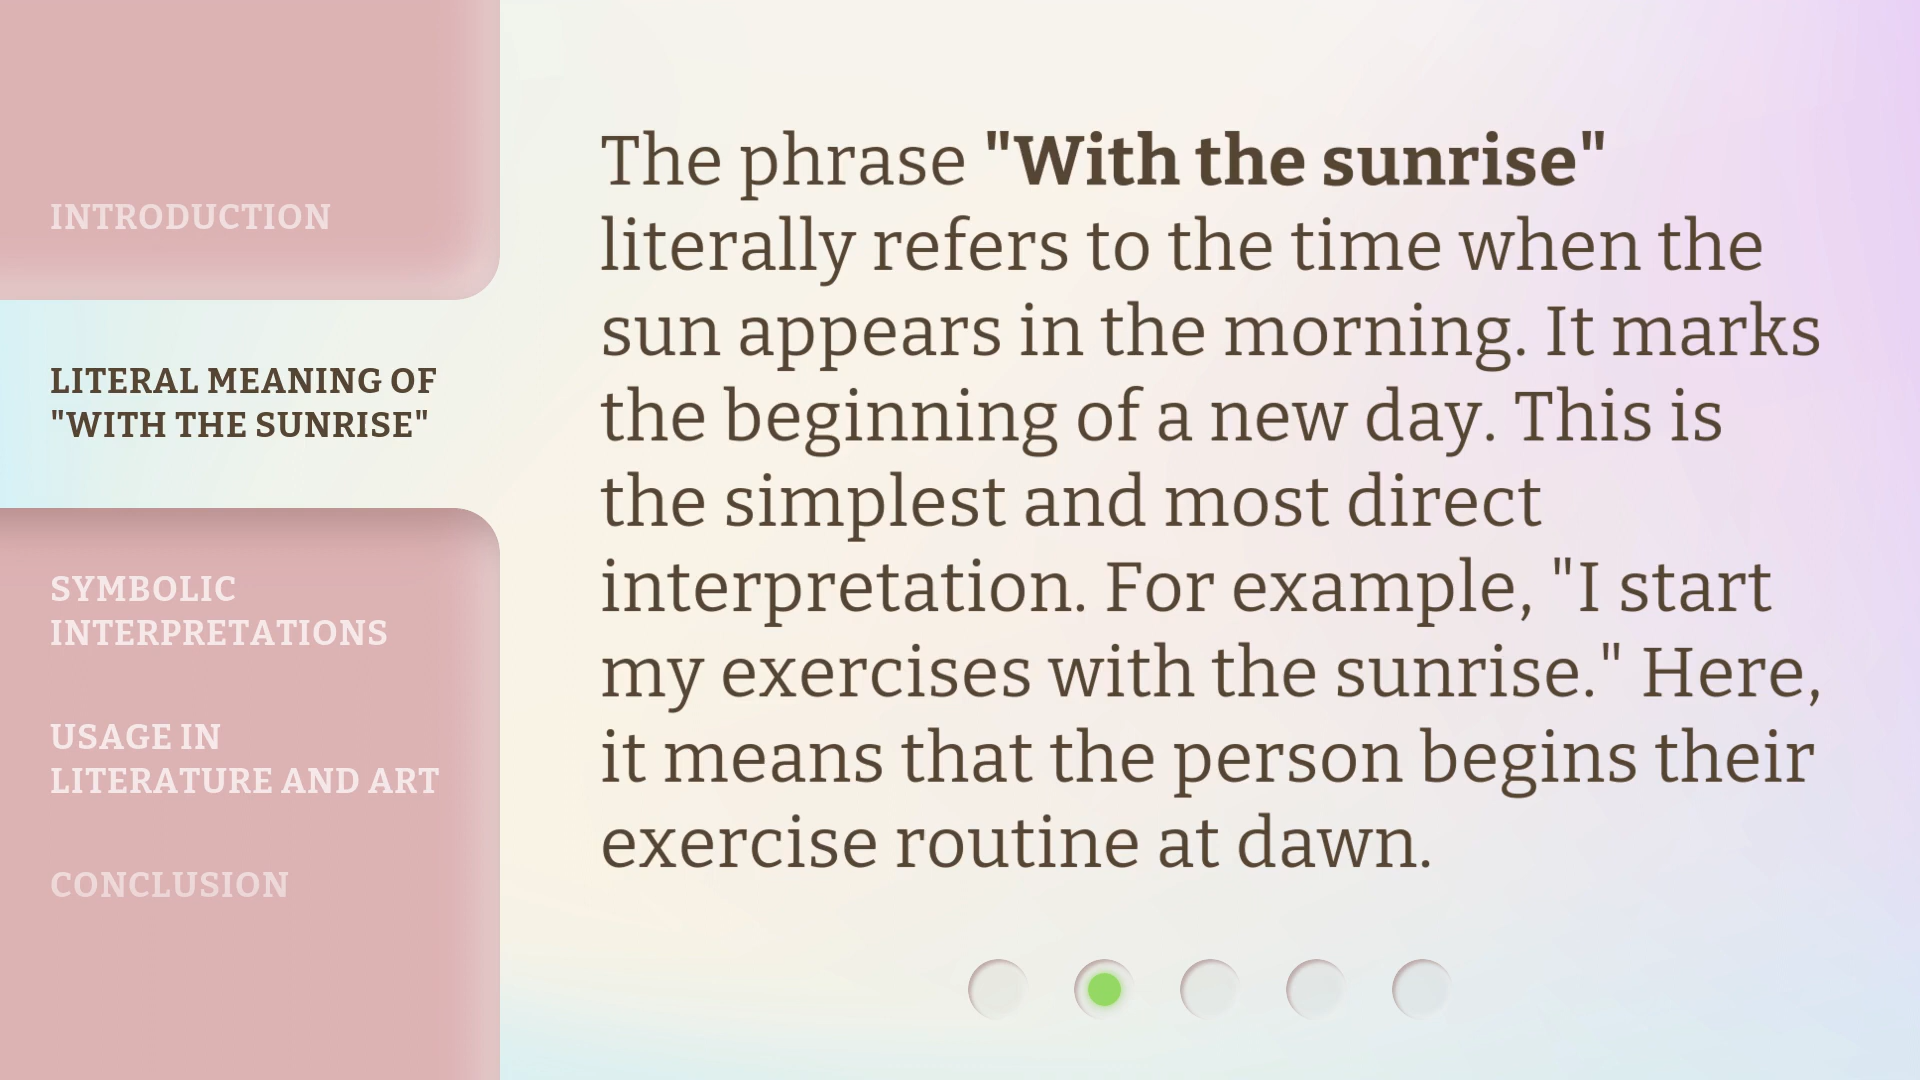 INTRODUCTION
LITERAL MEANING OF
"WITH THE SUNRISE"
SYMBOLIC
INTERPRETATIONS
USAGE IN
LITERATURE AND ART
CONCLUSION
The phrase "With the sunrise"
literally refers to the time when the
sun appears in the morning. It marks
the beginning of a new day. This is
the simplest and most direct
interpretation. For example, "I start
my exercises with the sunrise." Here,
it means that the person begins their
exercise routine at dawn.